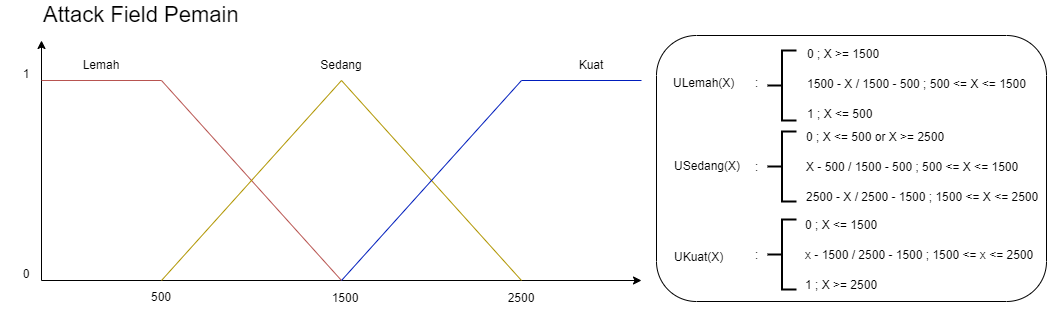 Attack Field Pemain
Lemah
Sedang
Kuat
1
0
500
1500
2500
ULemah(X) :
0 ; X >= 1500
1500 - X / 1500 - 500 ; 500 <= X <= 1500
1 ; X <= 500
USedang(X) :
0 ; X <= 500 or X >= 2500
X - 500 / 1500 - 500 ; 500 <= X <= 1500
2500 - X / 2500 - 1500 ; 1500 <= X <= 2500
UKuat(X) :
0 ; X <= 1500
x - 1500 / 2500 - 1500 ; 1500 <= x <= 2500
1 ; X >= 2500